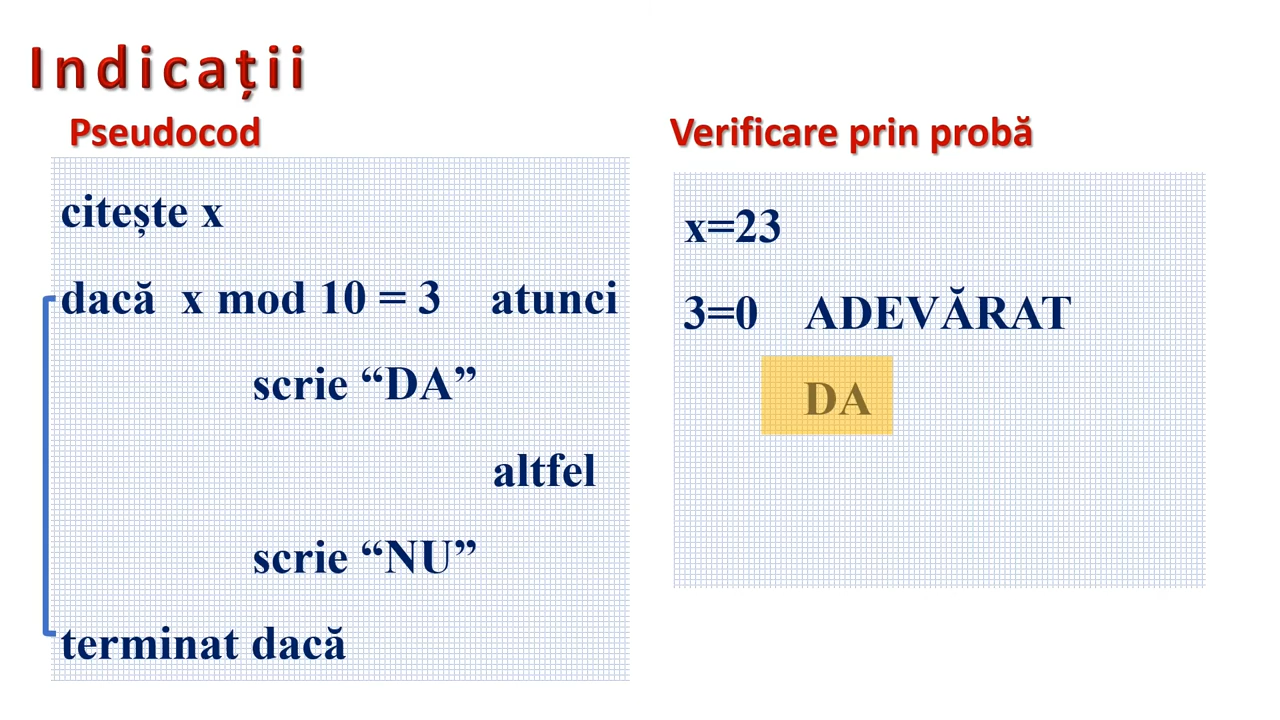 Indicații
Pseudocod
citește x
dacă x mod 10 = 3 atunci
scrie “DA”
altfel
scrie “NU”
terminat dacă
Verificare prin probă
x=23
3=0 ADEVĂRAT
DA